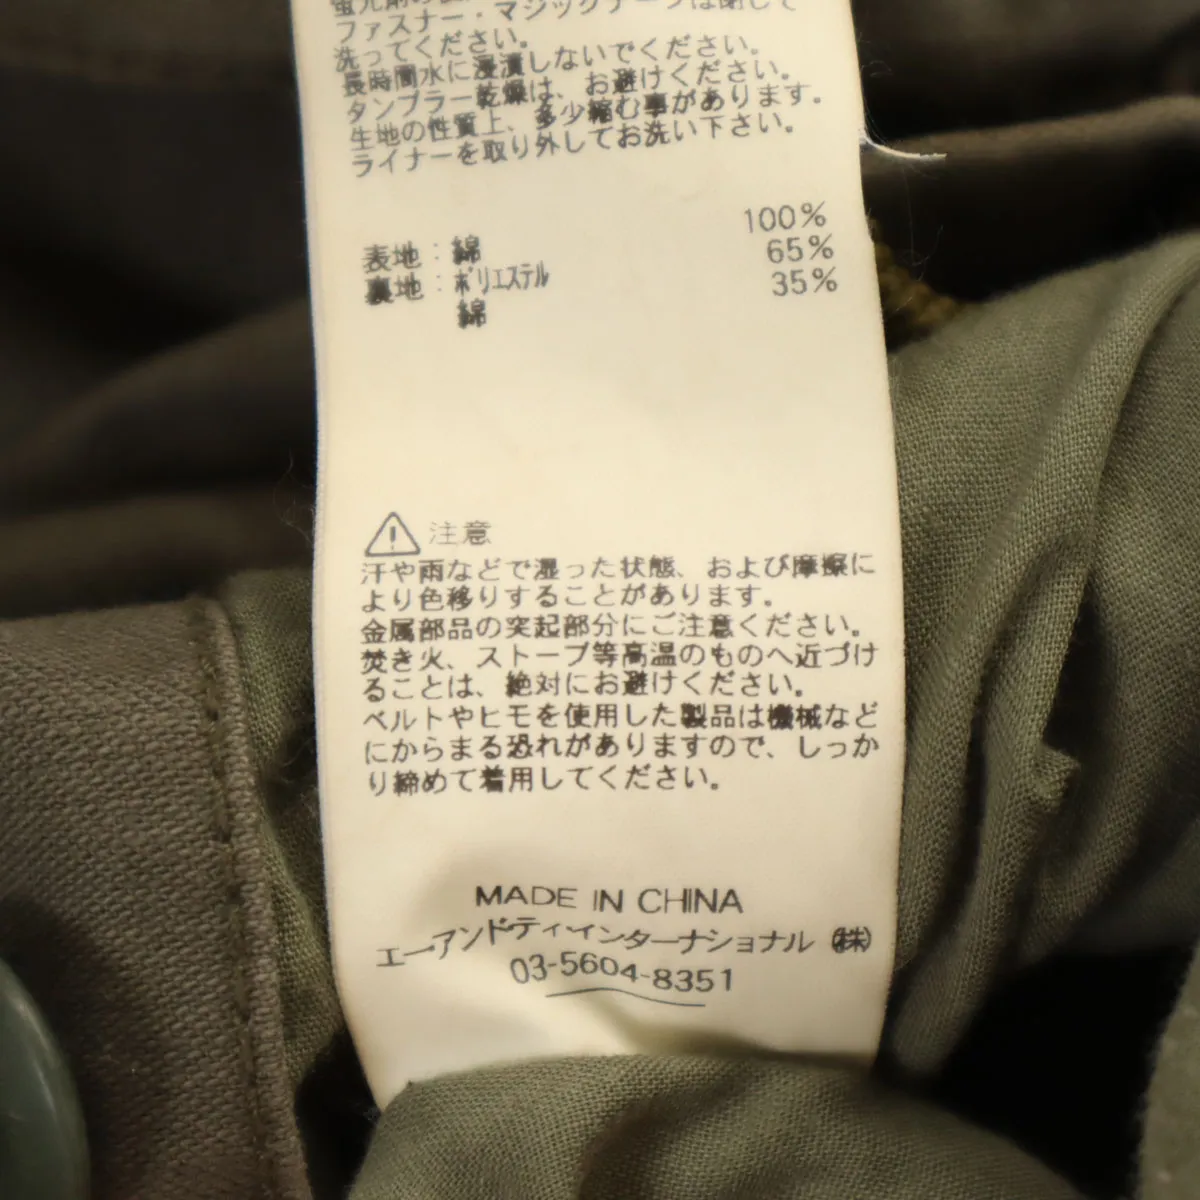 ファスナー・マジックテープは閉じて
洗ってください。
長時間水に浸漬しないでください。
タンブラー乾燥は、お避けください。
生地の性質上、多少縮む事があります。
ライナーを取り外してお洗い下さい。
100%
表地：綿 65%
裏地：ポリエステル 35%
綿
注意
汗や雨などで湿った状態、および摩擦に
より色移りすることがあります。
金属部品の突起部分にご注意ください。
焚き火、ストーブ等高温のものへ近づけ
ることは、絶対にお避けください。
ベルトやヒモを使用した製品は機械など
にからまる恐れがありますので、しっか
り締めて着用してください。
MADE IN CHINA
エー・アンド・ティ・インターナショナル（株）
03-5604-8351